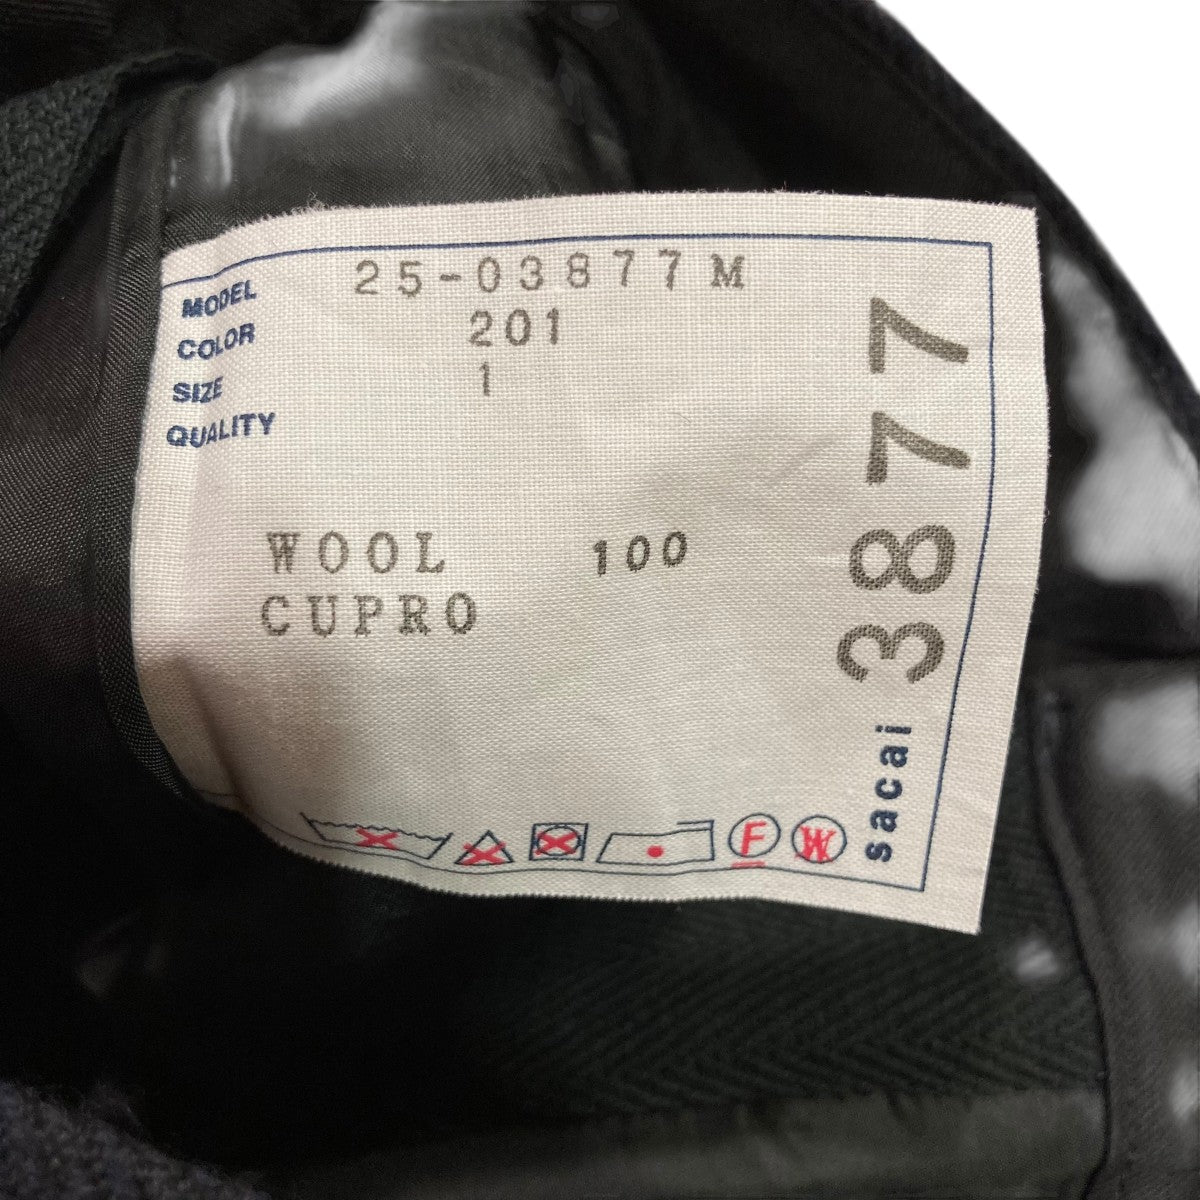 MODEL 25-03877M
COLOR 201
SIZE 1
QUALITY
WOOL 100
CUPRO
F W
sacai 3877